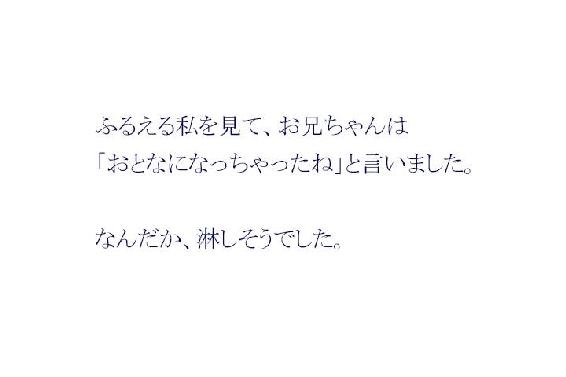 ふるえる私を見て、お兄ちゃんは
「おとなになっちゃったね」と言いました。
なんだか、淋しそうでした。